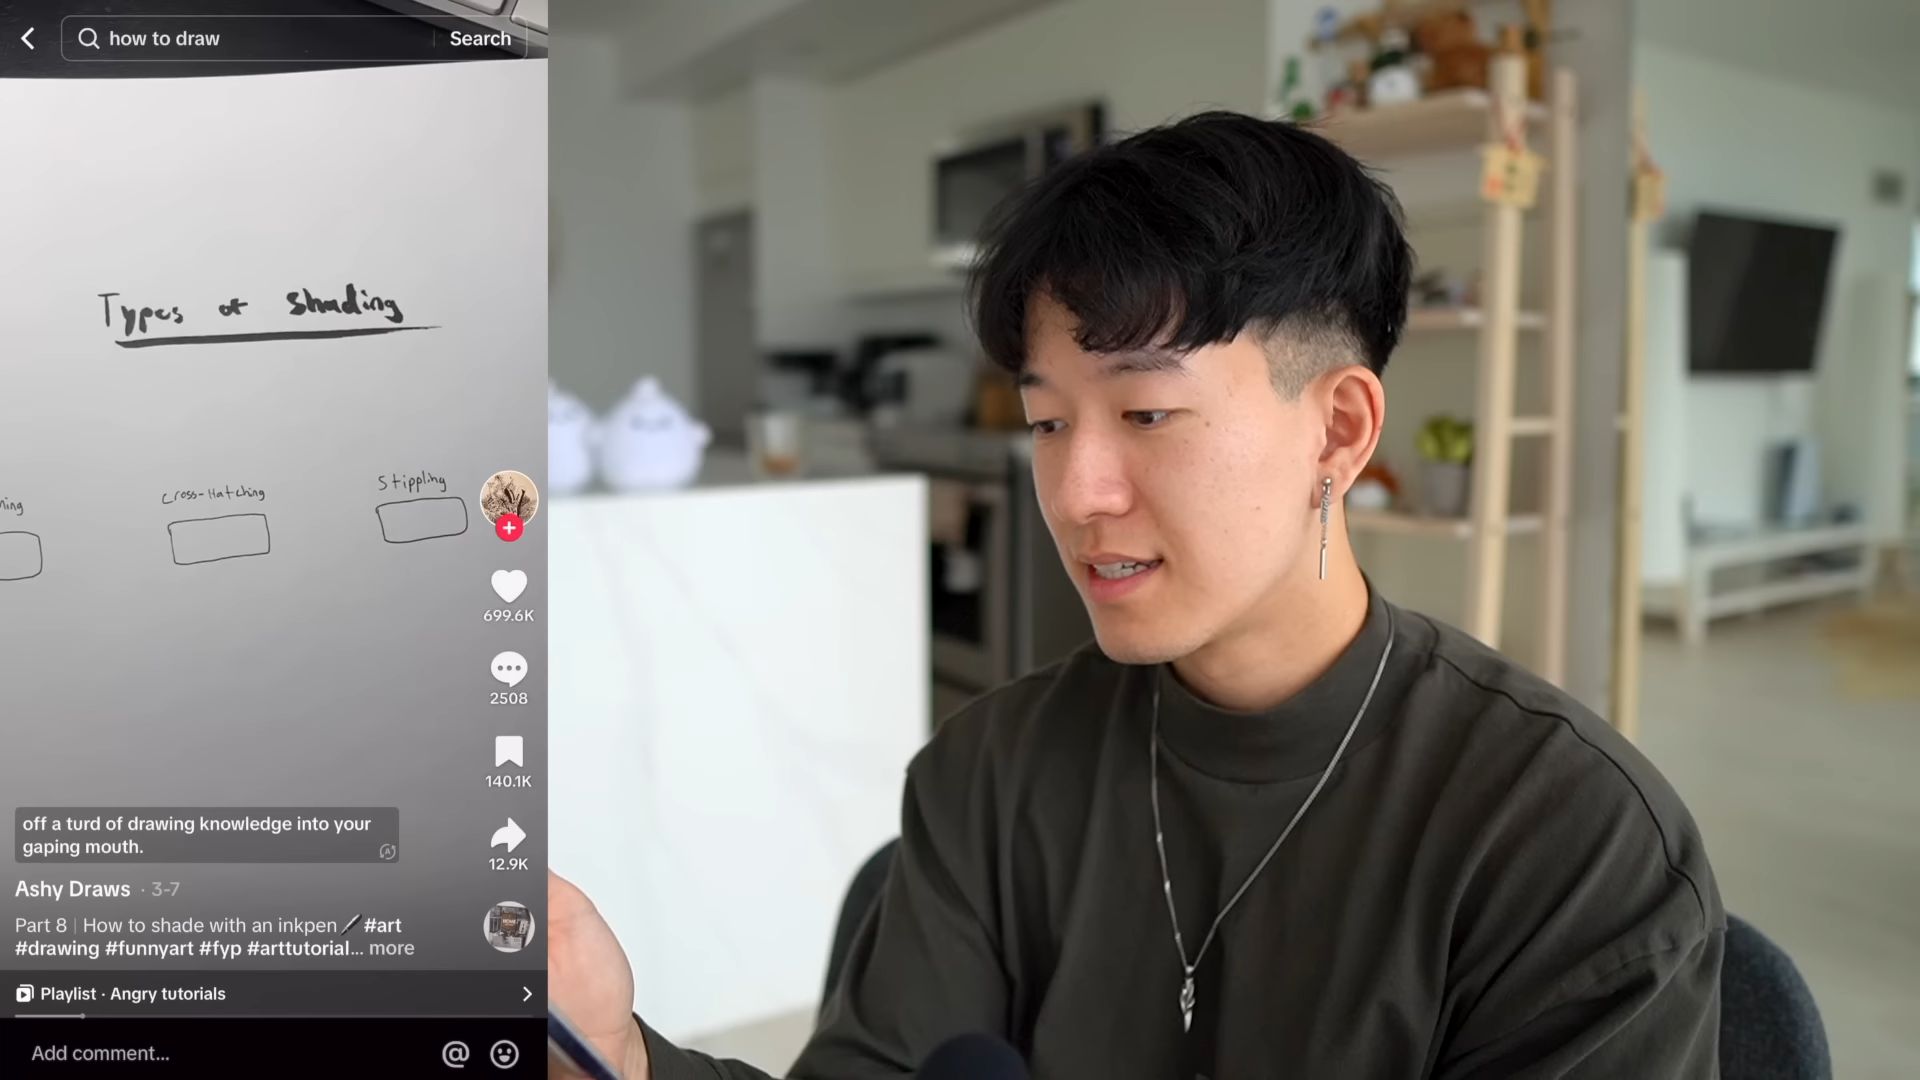 how to draw
Search
Types of Shading
Cross-Hatching
Stippling
699.6K
2508
140.1K
12.9K
off a turd of drawing knowledge into your
gaping mouth.
Ashy Draws · 3-7
Part 8 | How to shade with an inkpen 🖊️ #art
#drawing #funnyart #fyp #arttutorial... more
Playlist · Angry tutorials
Add comment...
@